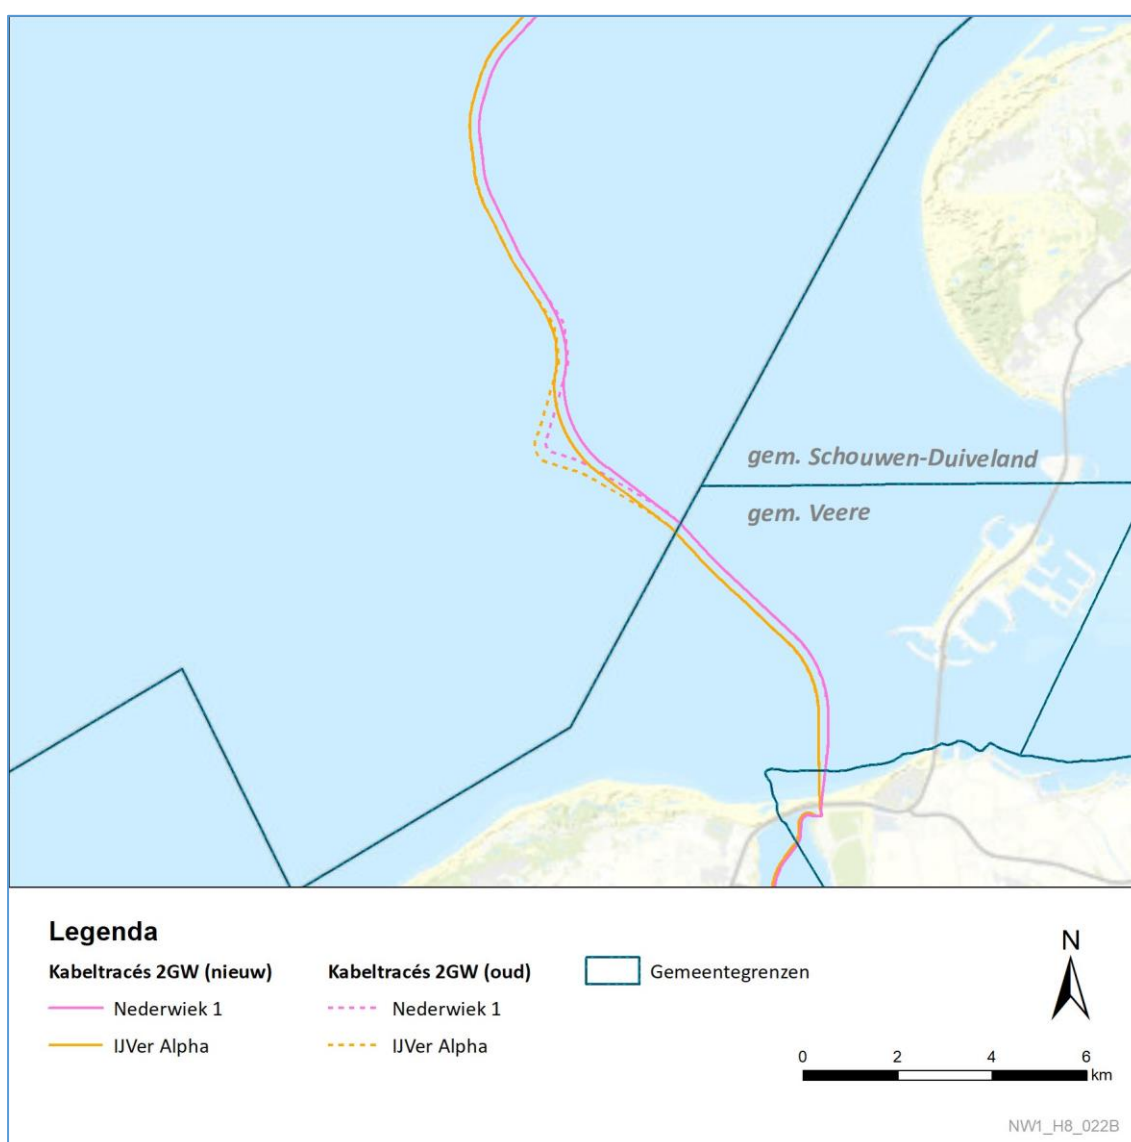 gem. Schouwen-Duiveland
gem. Veere
Legenda
Kabeltracés 2GW (nieuw)
Nederwiek 1
IJVer Alpha
Kabeltracés 2GW (oud)
Nederwiek 1
IJVer Alpha
Gemeentegrenzen
N
0 2 4 6
km
NW1_H8_022B